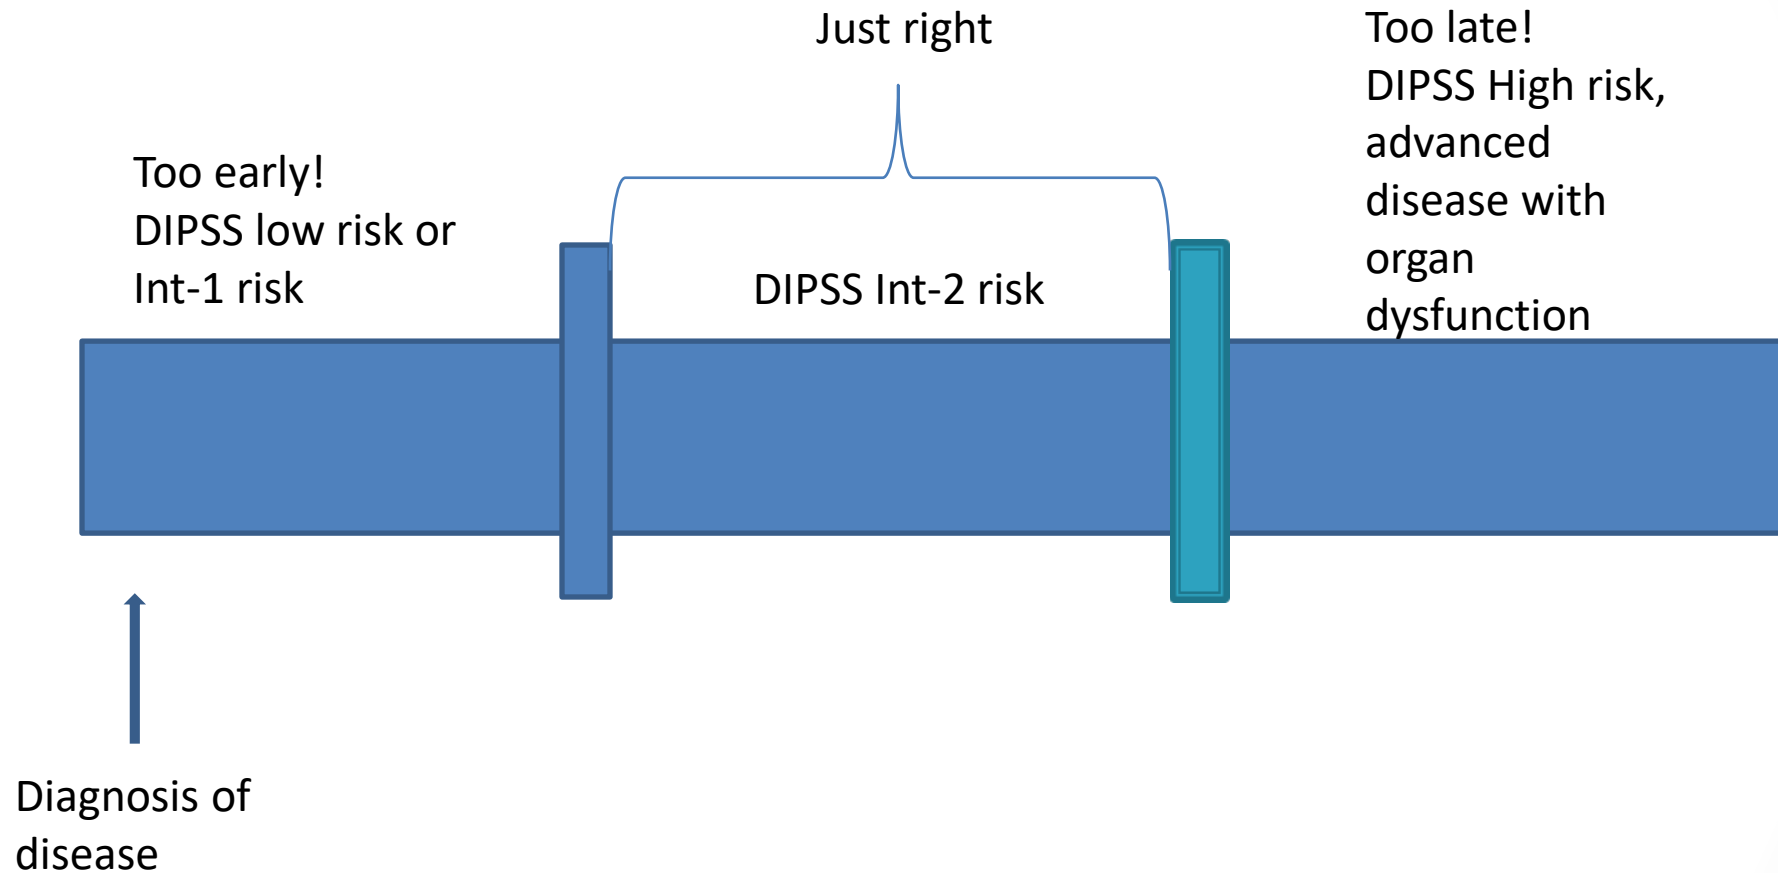 Just right
Too early!
DIPSS low risk or
Int-1 risk
DIPSS Int-2 risk
Too late!
DIPSS High risk,
advanced
disease with
organ
dysfunction
Diagnosis of
disease